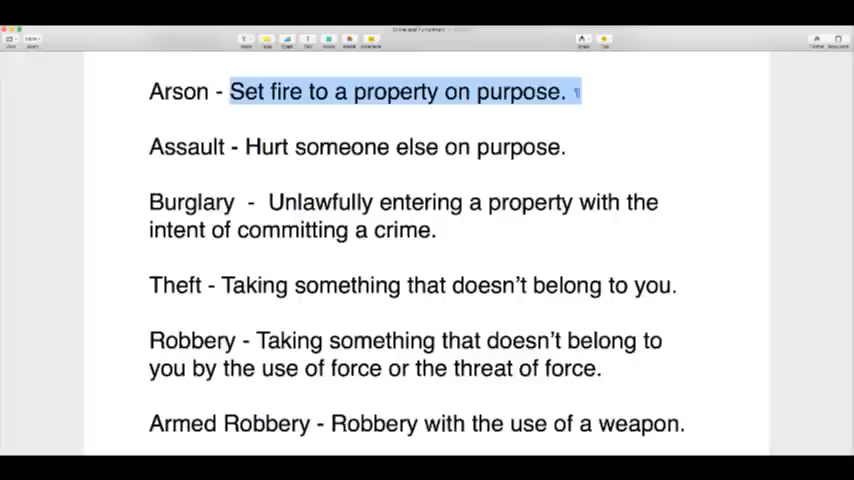 Arson - Set fire to a property on purpose. ¶
Assault - Hurt someone else on purpose.
Burglary - Unlawfully entering a property with the
intent of committing a crime.
Theft - Taking something that doesn’t belong to you.
Robbery - Taking something that doesn’t belong to
you by the use of force or the threat of force.
Armed Robbery - Robbery with the use of a weapon.